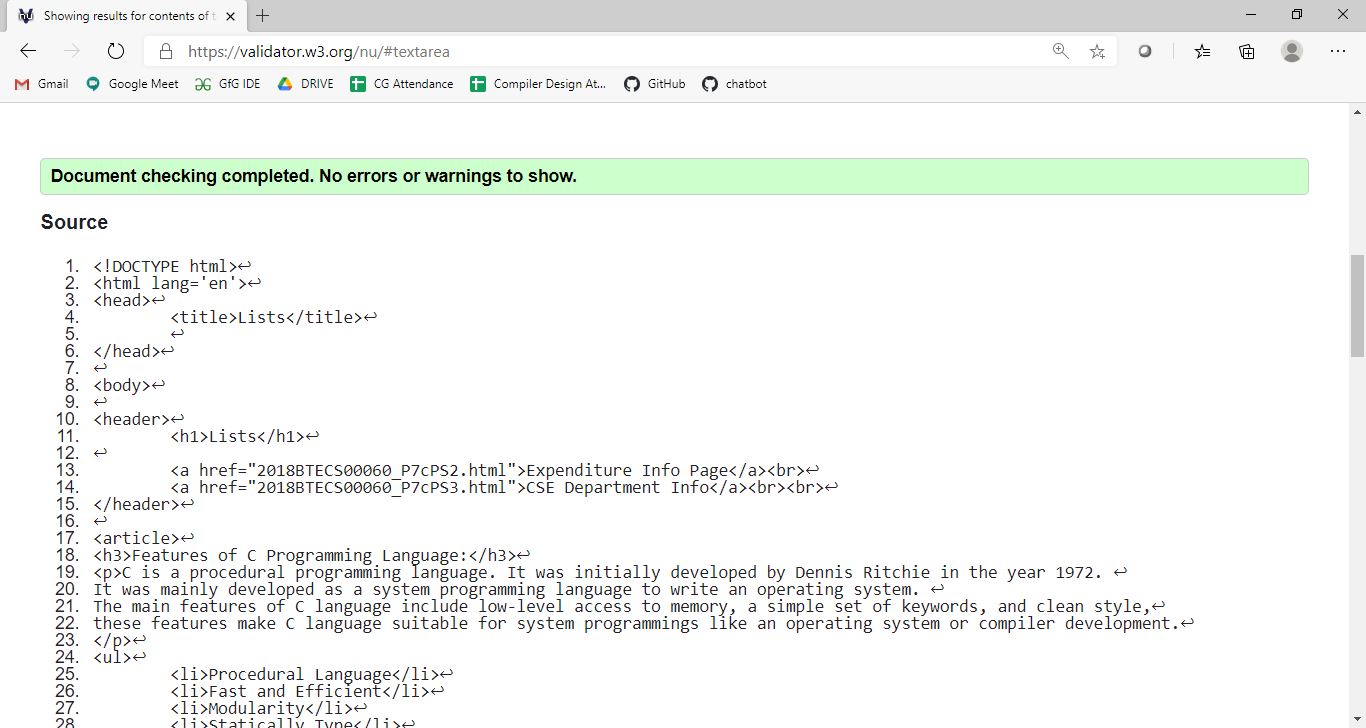 Showing results for contents of t
https://validator.w3.org/nu/#textarea
Gmail Google Meet GfG IDE DRIVE CG Attendance Compiler Design At... GitHub chatbot
Document checking completed. No errors or warnings to show.
Source
1. <!DOCTYPE html>↩
2. <html lang='en'>↩
3. <head>↩
4. <title>Lists</title>↩
5. ↩
6. </head>↩
7. ↩
8. <body>↩
9. ↩
10. <header>↩
11. <h1>Lists</h1>↩
12. ↩
13. <a href="2018BTECS00060_P7cPS2.html">Expenditure Info Page</a><br>↩
14. <a href="2018BTECS00060_P7cPS3.html">CSE Department Info</a><br><br>↩
15. </header>↩
16. ↩
17. <article>↩
18. <h3>Features of C Programming Language:</h3>↩
19. <p>C is a procedural programming language. It was initially developed by Dennis Ritchie in the year 1972. ↩
20. It was mainly developed as a system programming language to write an operating system. ↩
21. The main features of C language include low-level access to memory, a simple set of keywords, and clean style,↩
22. these features make C language suitable for system programmings like an operating system or compiler development.↩
23. </p>↩
24. <ul>↩
25. <li>Procedural Language</li>↩
26. <li>Fast and Efficient</li>↩
27. <li>Modularity</li>↩
28. <li>Statically Type</li>↩